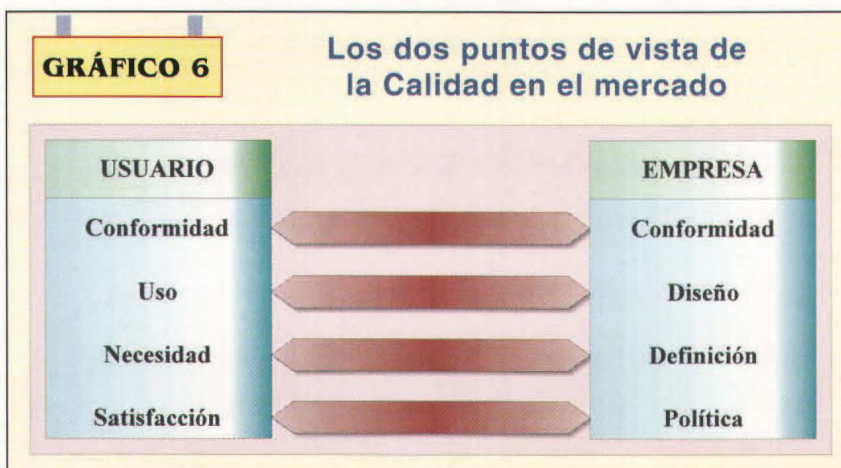 GRÁFICO 6
Los dos puntos de vista de
la Calidad en el mercado
USUARIO EMPRESA
Conformidad Conformidad
Uso Diseño
Necesidad Definición
Satisfacción Política